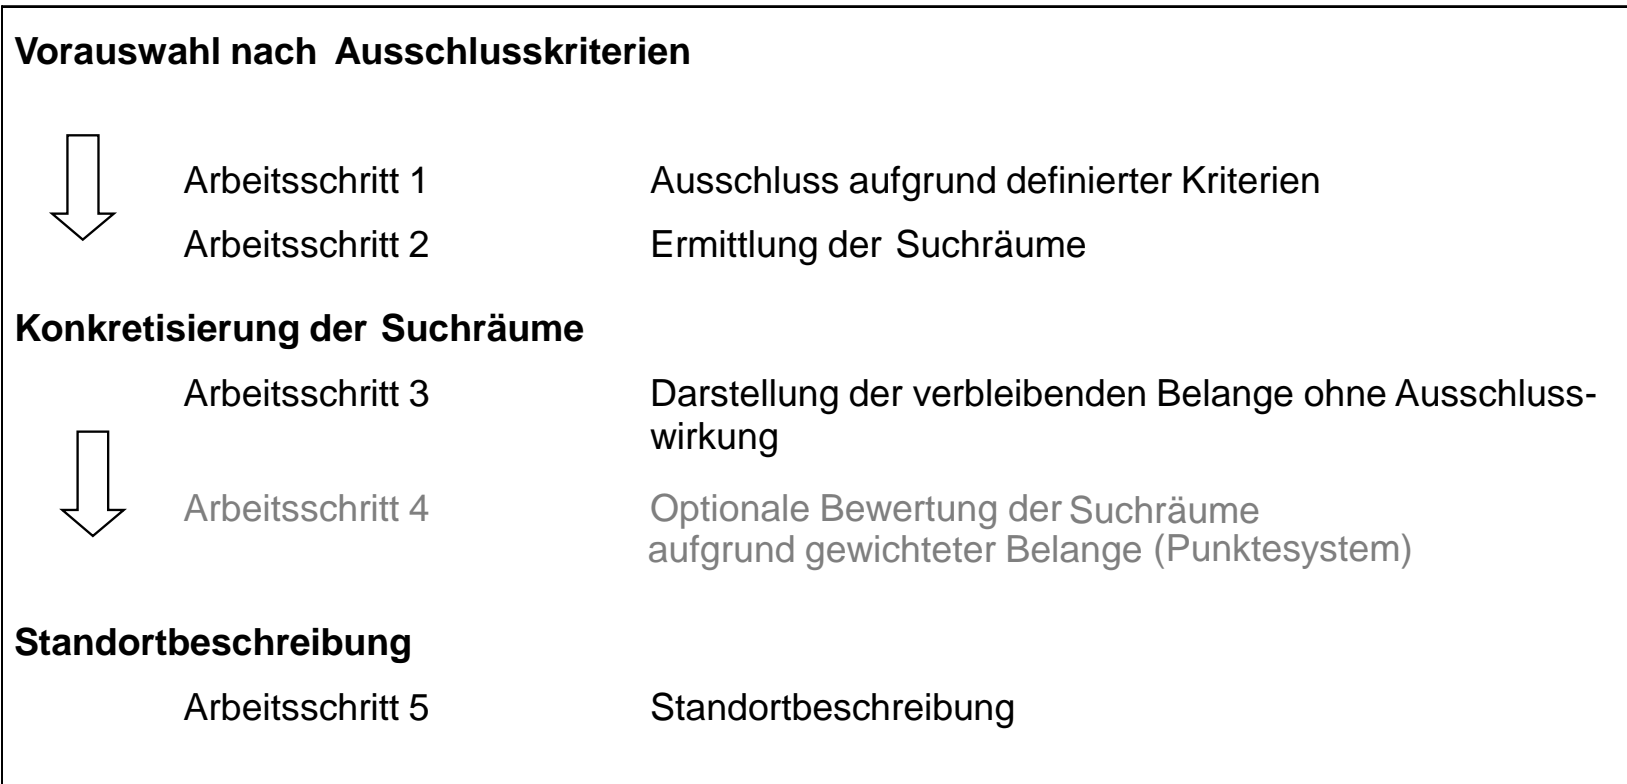 Vorauswahl nach Ausschlusskriterien
Arbeitsschritt 1 Ausschluss aufgrund definierter Kriterien
Arbeitsschritt 2 Ermittlung der Suchräume
Konkretisierung der Suchräume
Arbeitsschritt 3 Darstellung der verbleibenden Belange ohne Ausschluss-
wirkung
Arbeitsschritt 4 Optionale Bewertung der Suchräume
aufgrund gewichteter Belange (Punktesystem)
Standortbeschreibung
Arbeitsschritt 5 Standortbeschreibung